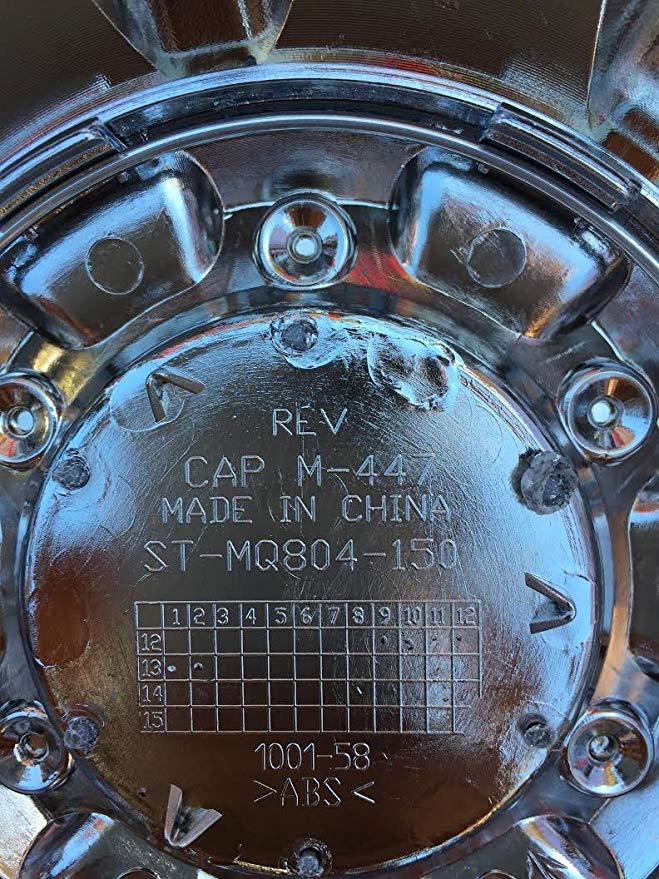 REV
CAP M-447
MADE IN CHINA
ST-MQ804-150
1 2 3 4 5 6 7 8 9 10 11 12
12
13
14
15
1001-58
>ABS<